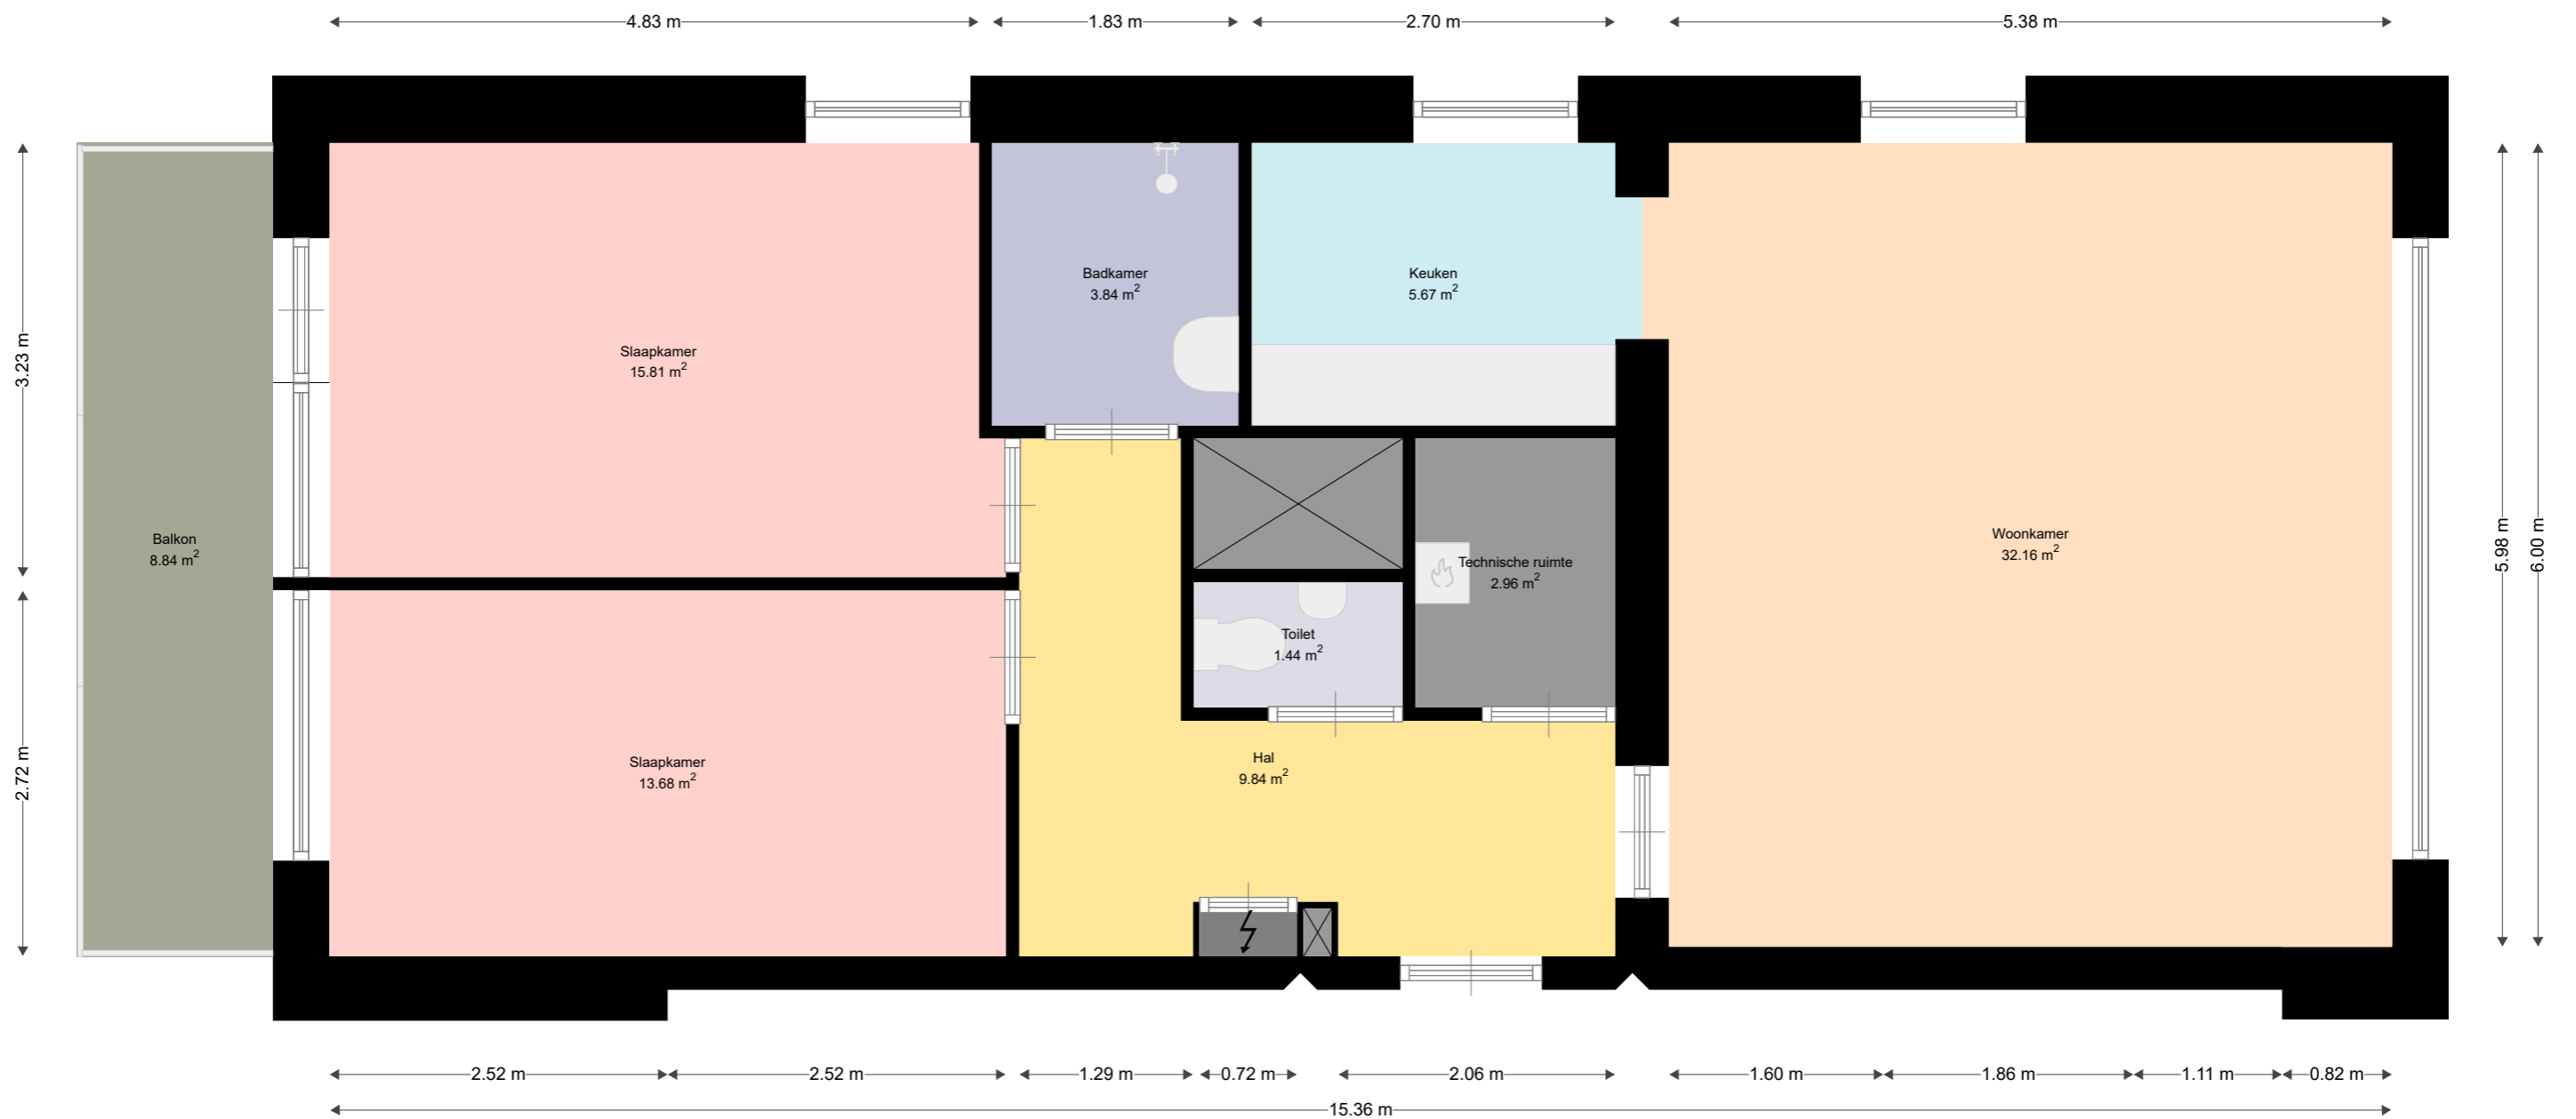 4.83 m
1.83 m
2.70 m
5.38 m
3.23 m
2.72 m
Balkon
8.84 m²
Slaapkamer
15.81 m²
Badkamer
3.84 m²
Keuken
5.67 m²
Technische ruimte
2.96 m²
Toilet
1.44 m²
Woonkamer
32.16 m²
Slaapkamer
13.68 m²
Hal
9.84 m²
5.98 m
6.00 m
2.52 m
2.52 m
1.29 m
0.72 m
2.06 m
1.60 m
1.86 m
1.11 m
0.82 m
15.36 m